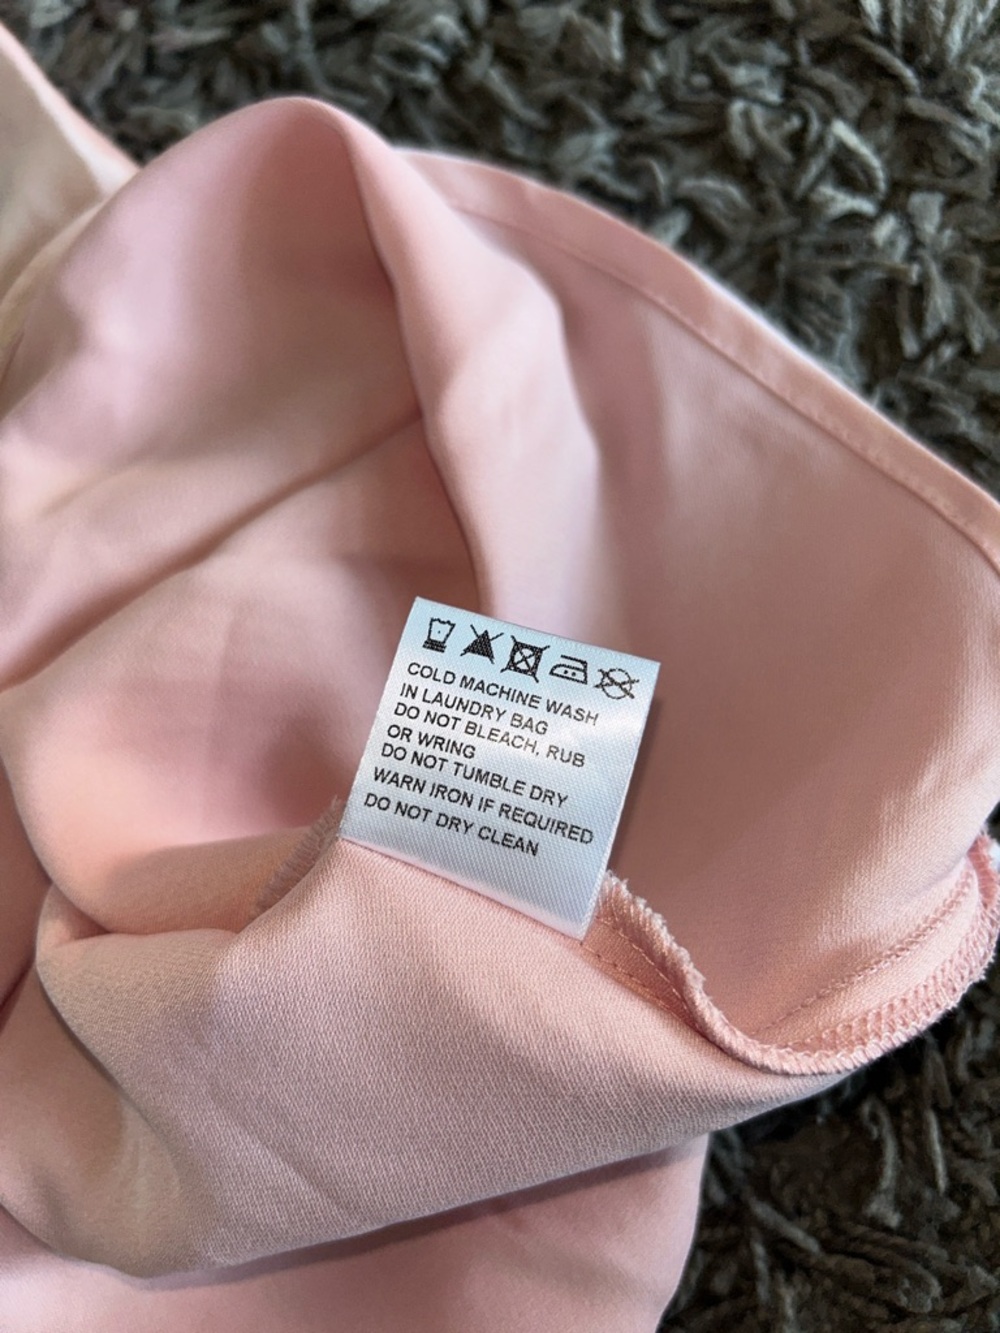 COLD MACHINE WASH
IN LAUNDRY BAG
DO NOT BLEACH, RUB
OR WRING
DO NOT TUMBLE DRY
WARN IRON IF REQUIRED
DO NOT DRY CLEAN